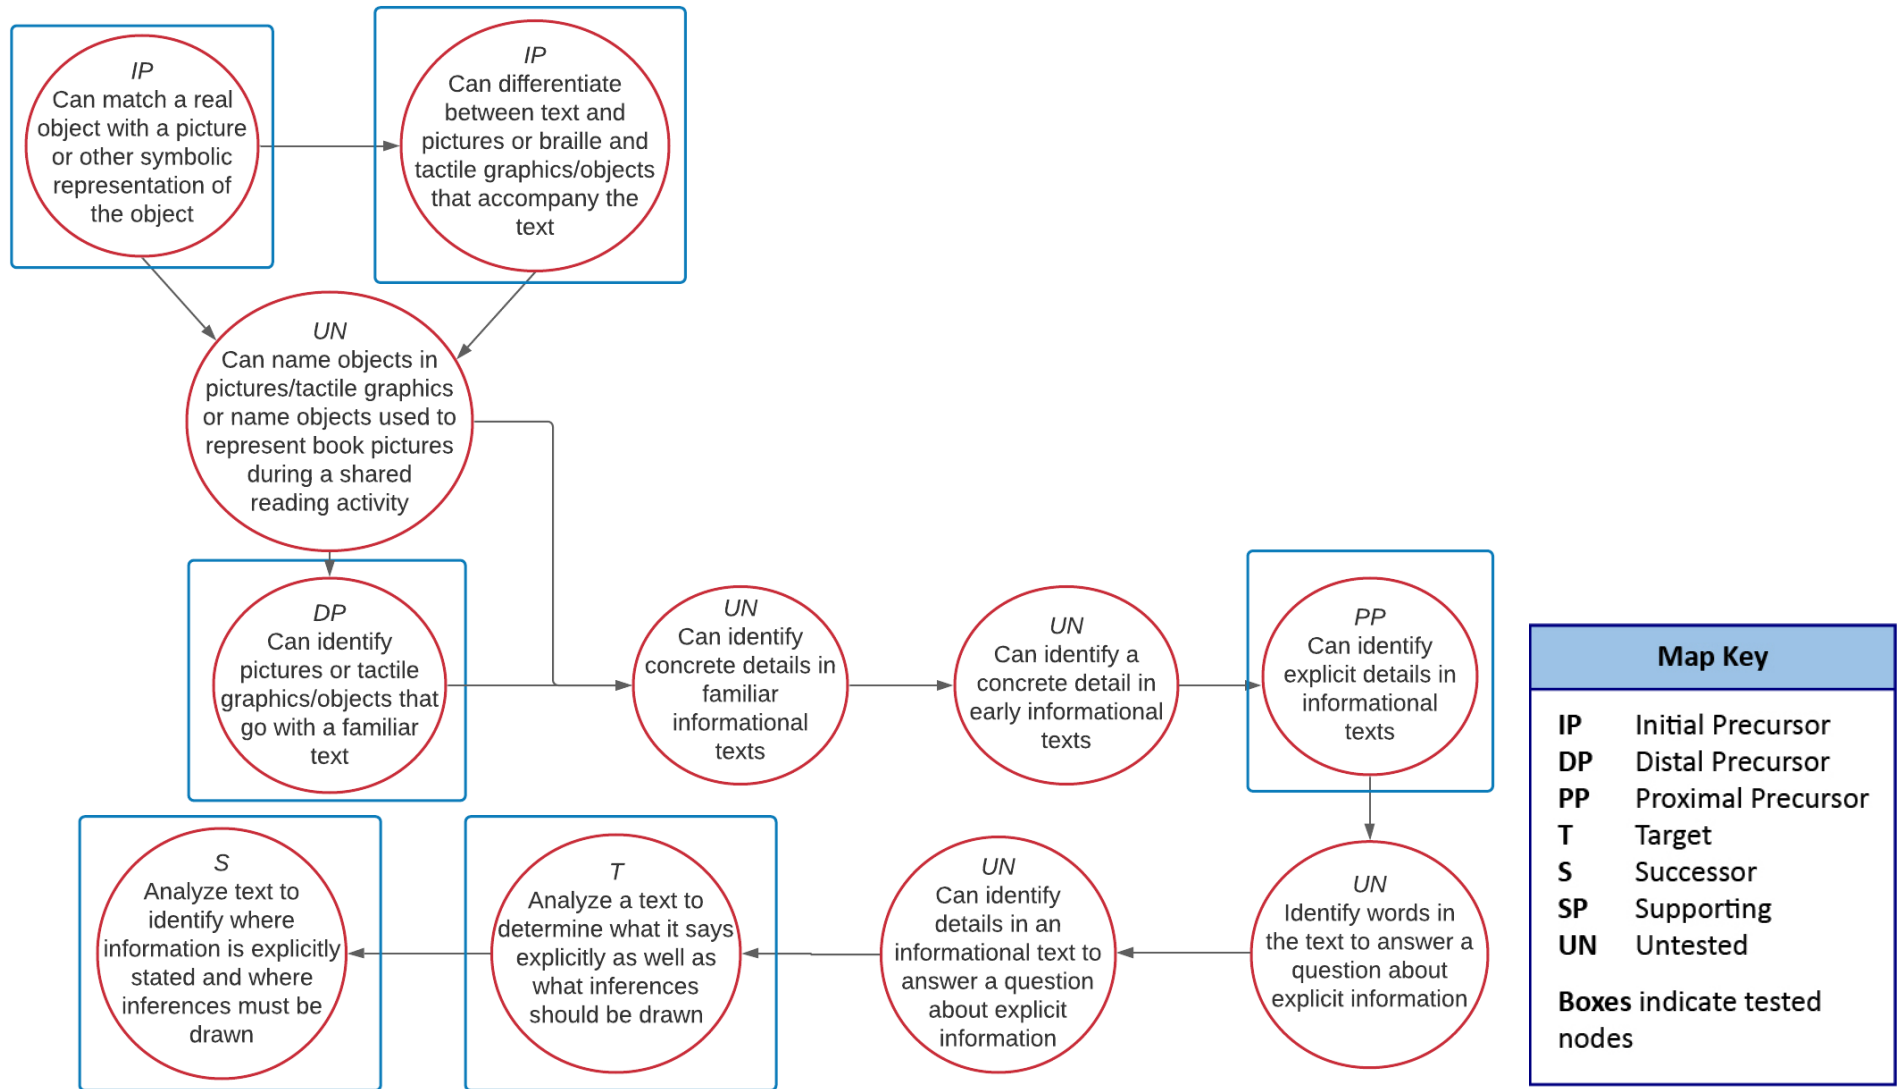 IP
Can match a real
object with a picture
or other symbolic
representation of
the object
IP
Can differentiate
between text and
pictures or braille and
tactile graphics/objects
that accompany the
text
UN
Can name objects in
pictures/tactile graphics
or name objects used to
represent book pictures
during a shared
reading activity
DP
Can identify
pictures or tactile
graphics/objects that
go with a familiar
text
UN
Can identify
concrete details in
familiar
informational
texts
UN
Can identify a
concrete detail in
early informational
texts
PP
Can identify
explicit details in
informational
texts
UN
Identify words in
the text to answer a
question about
explicit information
UN
Can identify
details in an
informational text to
answer a question
about explicit
information
T
Analyze a text to
determine what it says
explicitly as well as
what inferences
should be drawn
S
Analyze text to
identify where
information is explicitly
stated and where
inferences must be
drawn
Map Key
IP Initial Precursor
DP Distal Precursor
PP Proximal Precursor
T Target
S Successor
SP Supporting
UN Untested
Boxes indicate tested
nodes